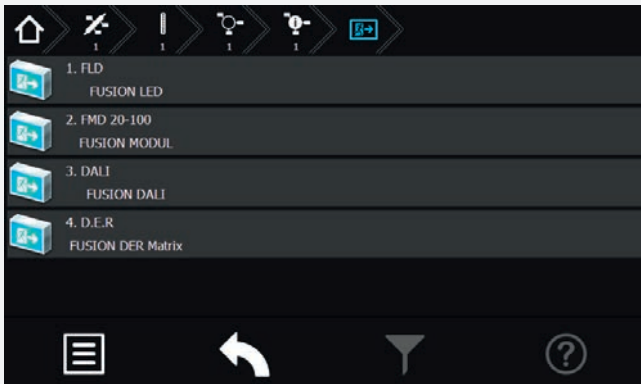 1 1 1 1
1. FLD
FUSION LED
2. FMD 20-100
FUSION MODUL
3. DALI
FUSION DALI
4. D.E.R
FUSION DER Matrix
?